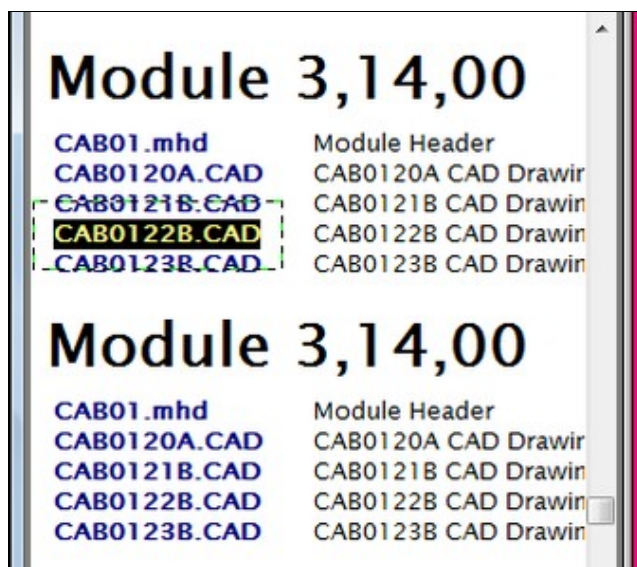 Module 3,14,00
CAB01.mhd Module Header
CAB0120A.CAD CAB0120A CAD Drawin
CAB0121B.CAD CAB0121B CAD Drawin
CAB0122B.CAD CAB0122B CAD Drawin
CAB0123B.CAD CAB0123B CAD Drawin
Module 3,14,00
CAB01.mhd Module Header
CAB0120A.CAD CAB0120A CAD Drawin
CAB0121B.CAD CAB0121B CAD Drawin
CAB0122B.CAD CAB0122B CAD Drawin
CAB0123B.CAD CAB0123B CAD Drawin